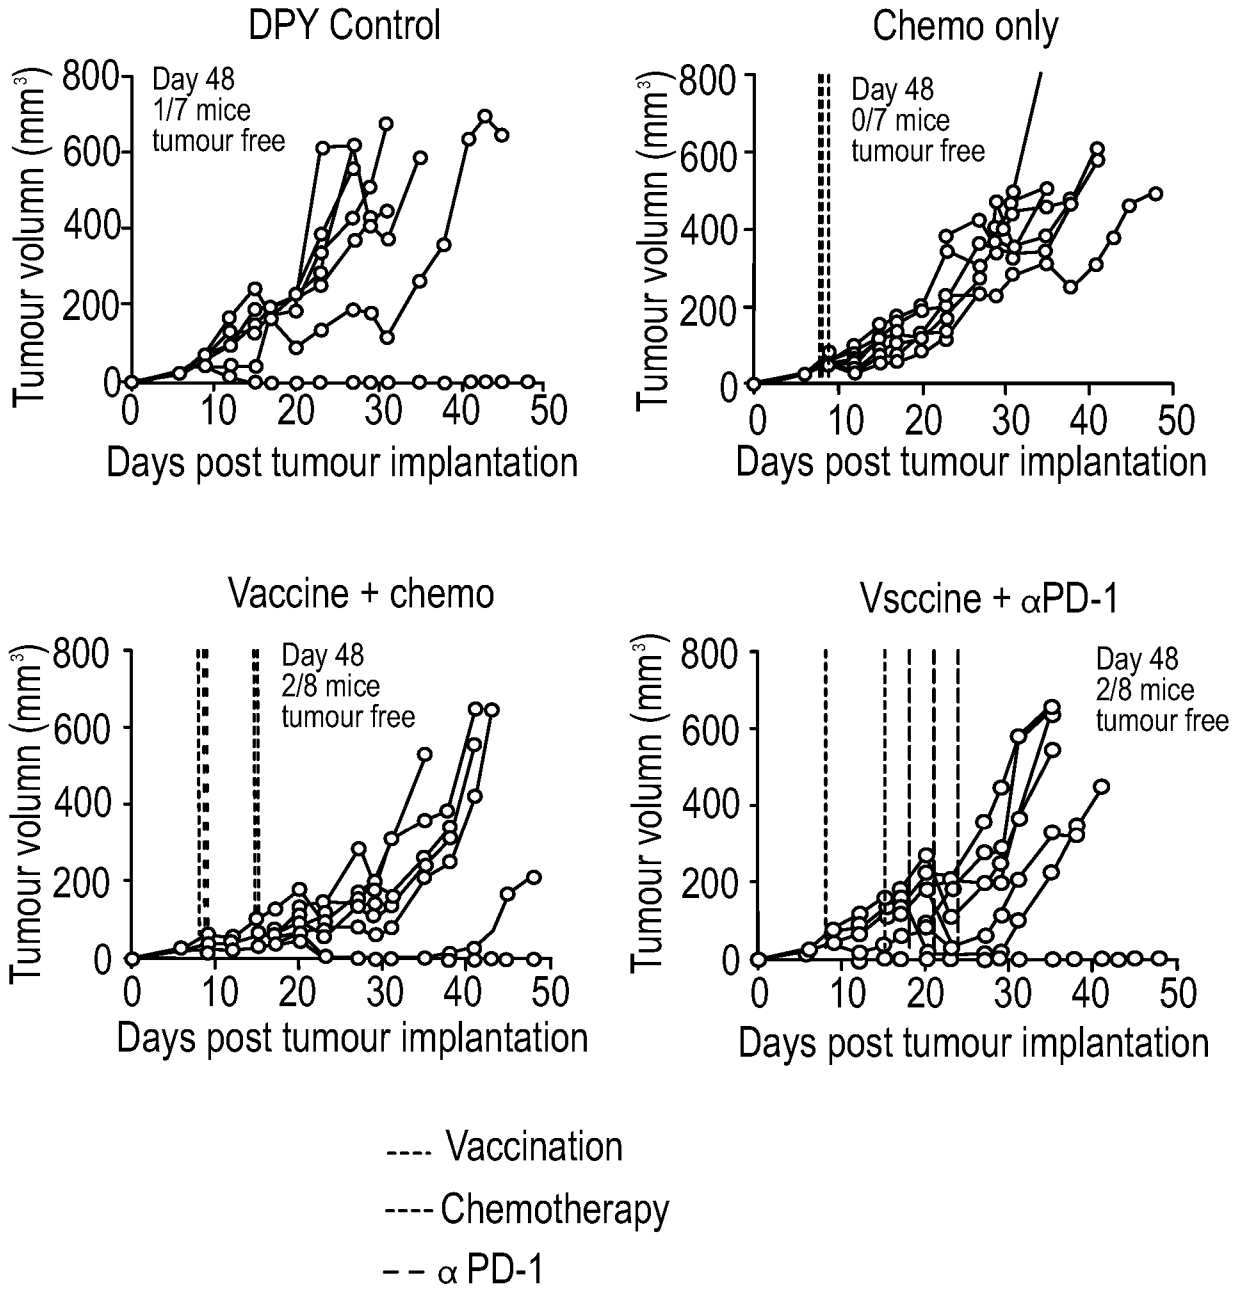 DPY Control
Tumour volumn (mm³)
800
600
400
200
0
Day 48
1/7 mice
tumour free
0 10 20 30 40 50
Days post tumour implantation
Chemo only
Tumour volumn (mm³)
800
600
400
200
0
Day 48
0/7 mice
tumour free
0 10 20 30 40 50
Days post tumour implantation
Vaccine + chemo
Tumour volumn (mm³)
800
600
400
200
0
Day 48
2/8 mice
tumour free
0 10 20 30 40 50
Days post tumour implantation
Vsccine + αPD-1
Tumour volumn (mm³)
800
600
400
200
0
Day 48
2/8 mice
tumour free
0 10 20 30 40 50
Days post tumour implantation
Vaccination
Chemotherapy
α PD-1